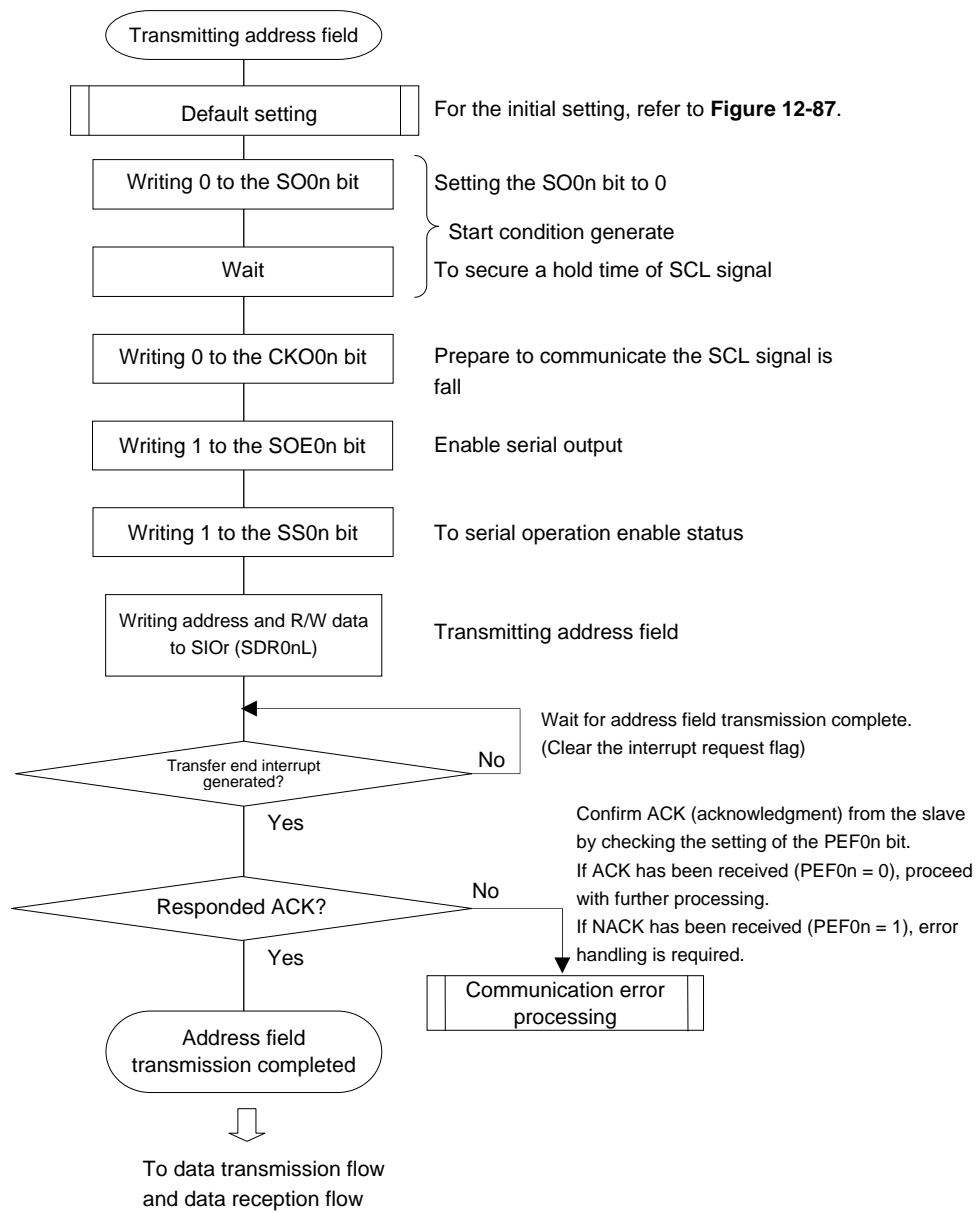 Transmitting address field
Default setting
For the initial setting, refer to Figure 12-87.
Writing 0 to the SO0n bit
Setting the SO0n bit to 0
Start condition generate
Wait
To secure a hold time of SCL signal
Writing 0 to the CKO0n bit
Prepare to communicate the SCL signal is
fall
Writing 1 to the SOE0n bit
Enable serial output
Writing 1 to the SS0n bit
To serial operation enable status
Writing address and R/W data
to SIOr (SDR0nL)
Transmitting address field
Wait for address field transmission complete.
(Clear the interrupt request flag)
Transfer end interrupt
generated?
No
Yes
Confirm ACK (acknowledgment) from the slave
by checking the setting of the PEF0n bit.
If ACK has been received (PEF0n = 0), proceed
with further processing.
If NACK has been received (PEF0n = 1), error
handling is required.
Responded ACK?
No
Yes
Communication error
processing
Address field
transmission completed
To data transmission flow
and data reception flow